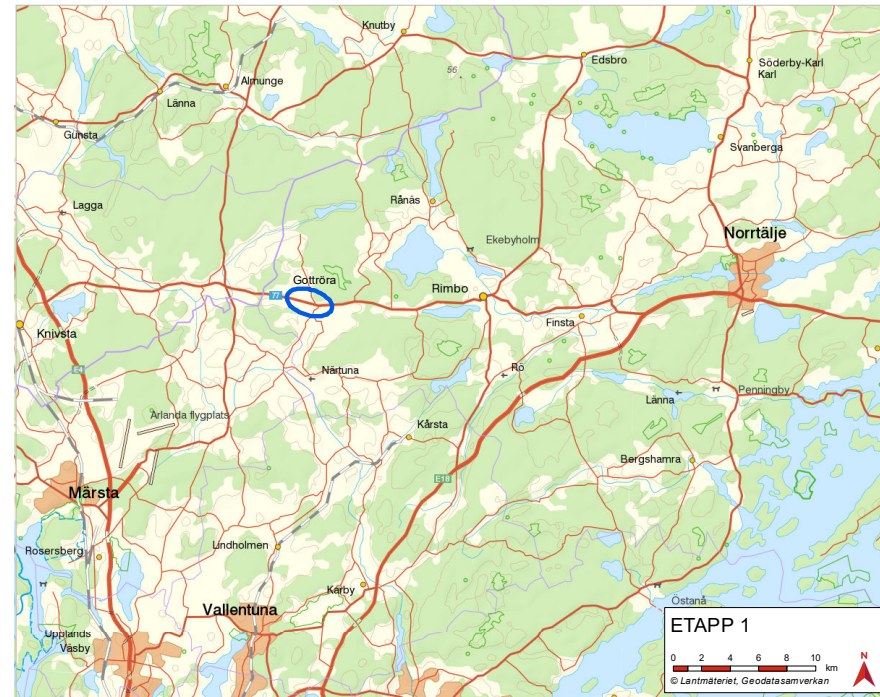 Knutby
Edsbro
56
Söderby-Karl
Karl
Almunge
Länna
Gunsta
Svanberga
Rånäs
Lagga
Norrtälje
Ekebyholm
Gottröra
77
Rimbo
Finsta
Knivsta
E4
Närtuna
Rö
Länna
Penningby
Arlanda flygplats
Kårsta
Bergshamra
E18
Märsta
Lindholmen
Rosersberg
Karby
Östanå
Vallentuna
Upplands
Väsby
ETAPP 1
0 2 4 6 8 10 km
N
© Lantmäteriet, Geodatasamverkan